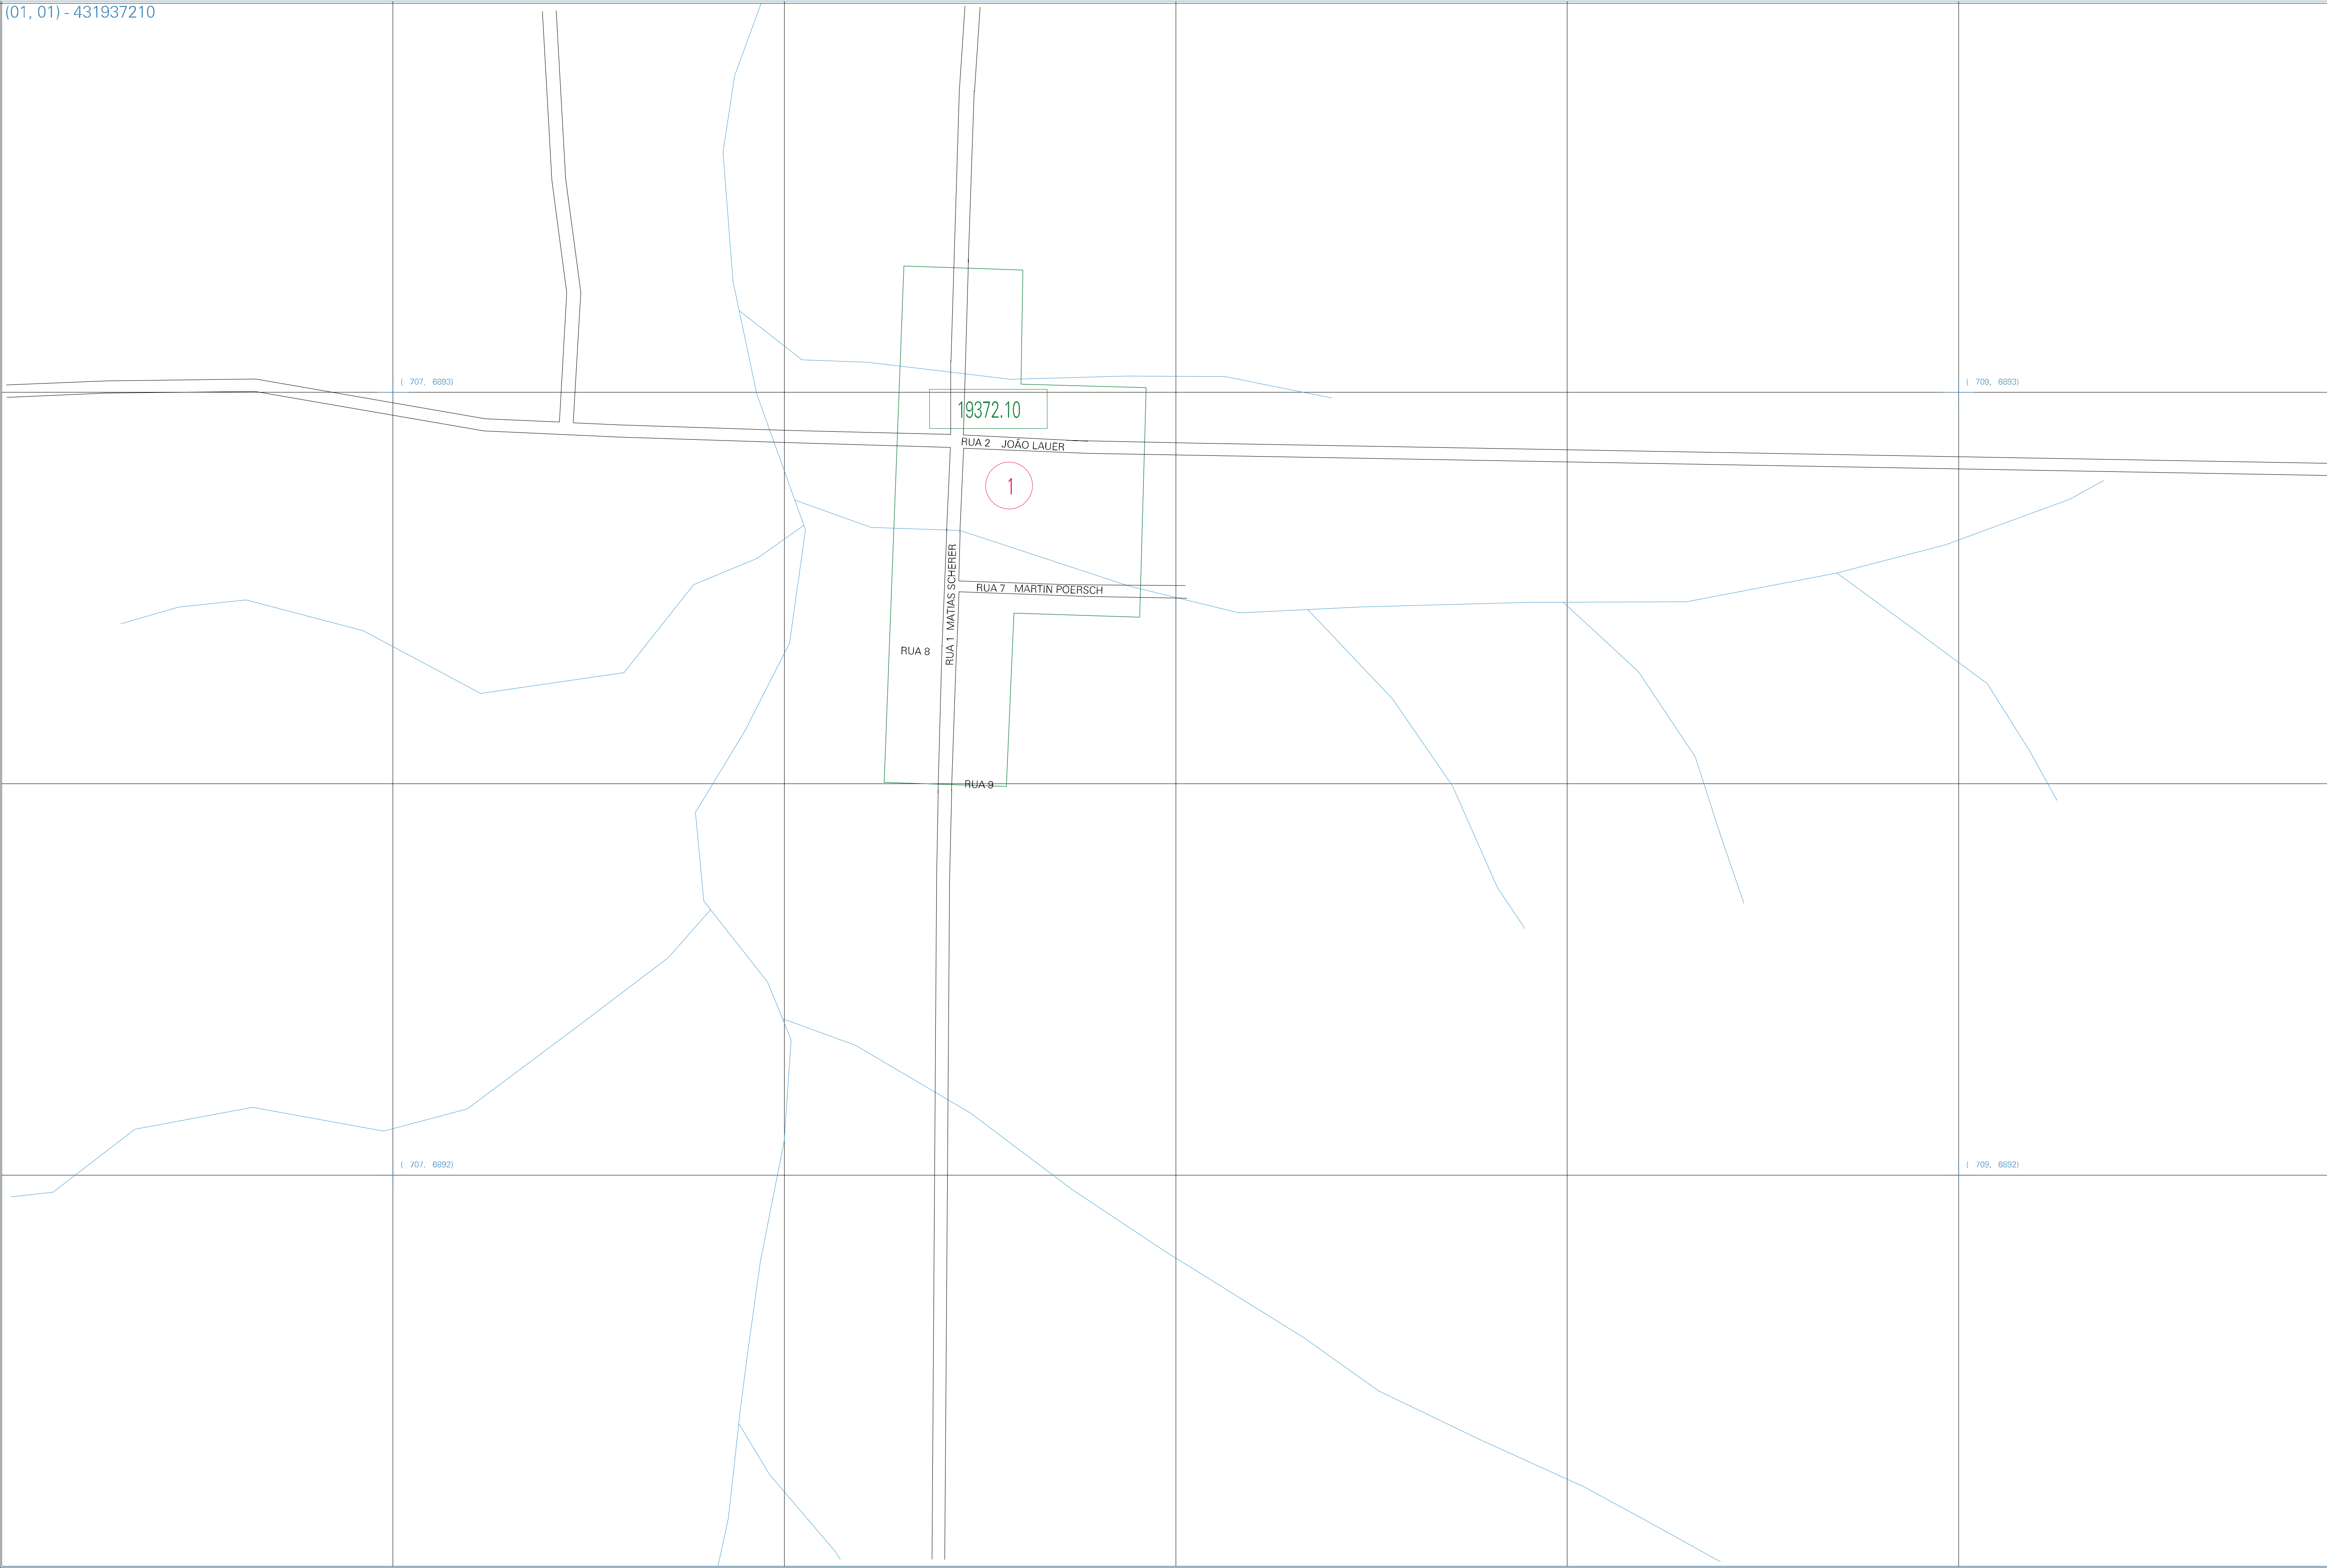 (01, 01) - 431937210
( 707, 6893)
( 709, 6893)
19372.10
RUA 2 JOÃO LAUER
1
RUA 1 MATIAS SCHERER
RUA 7 MARTIN POERSCH
RUA 8
RUA 9
( 707, 6892)
( 709, 6892)